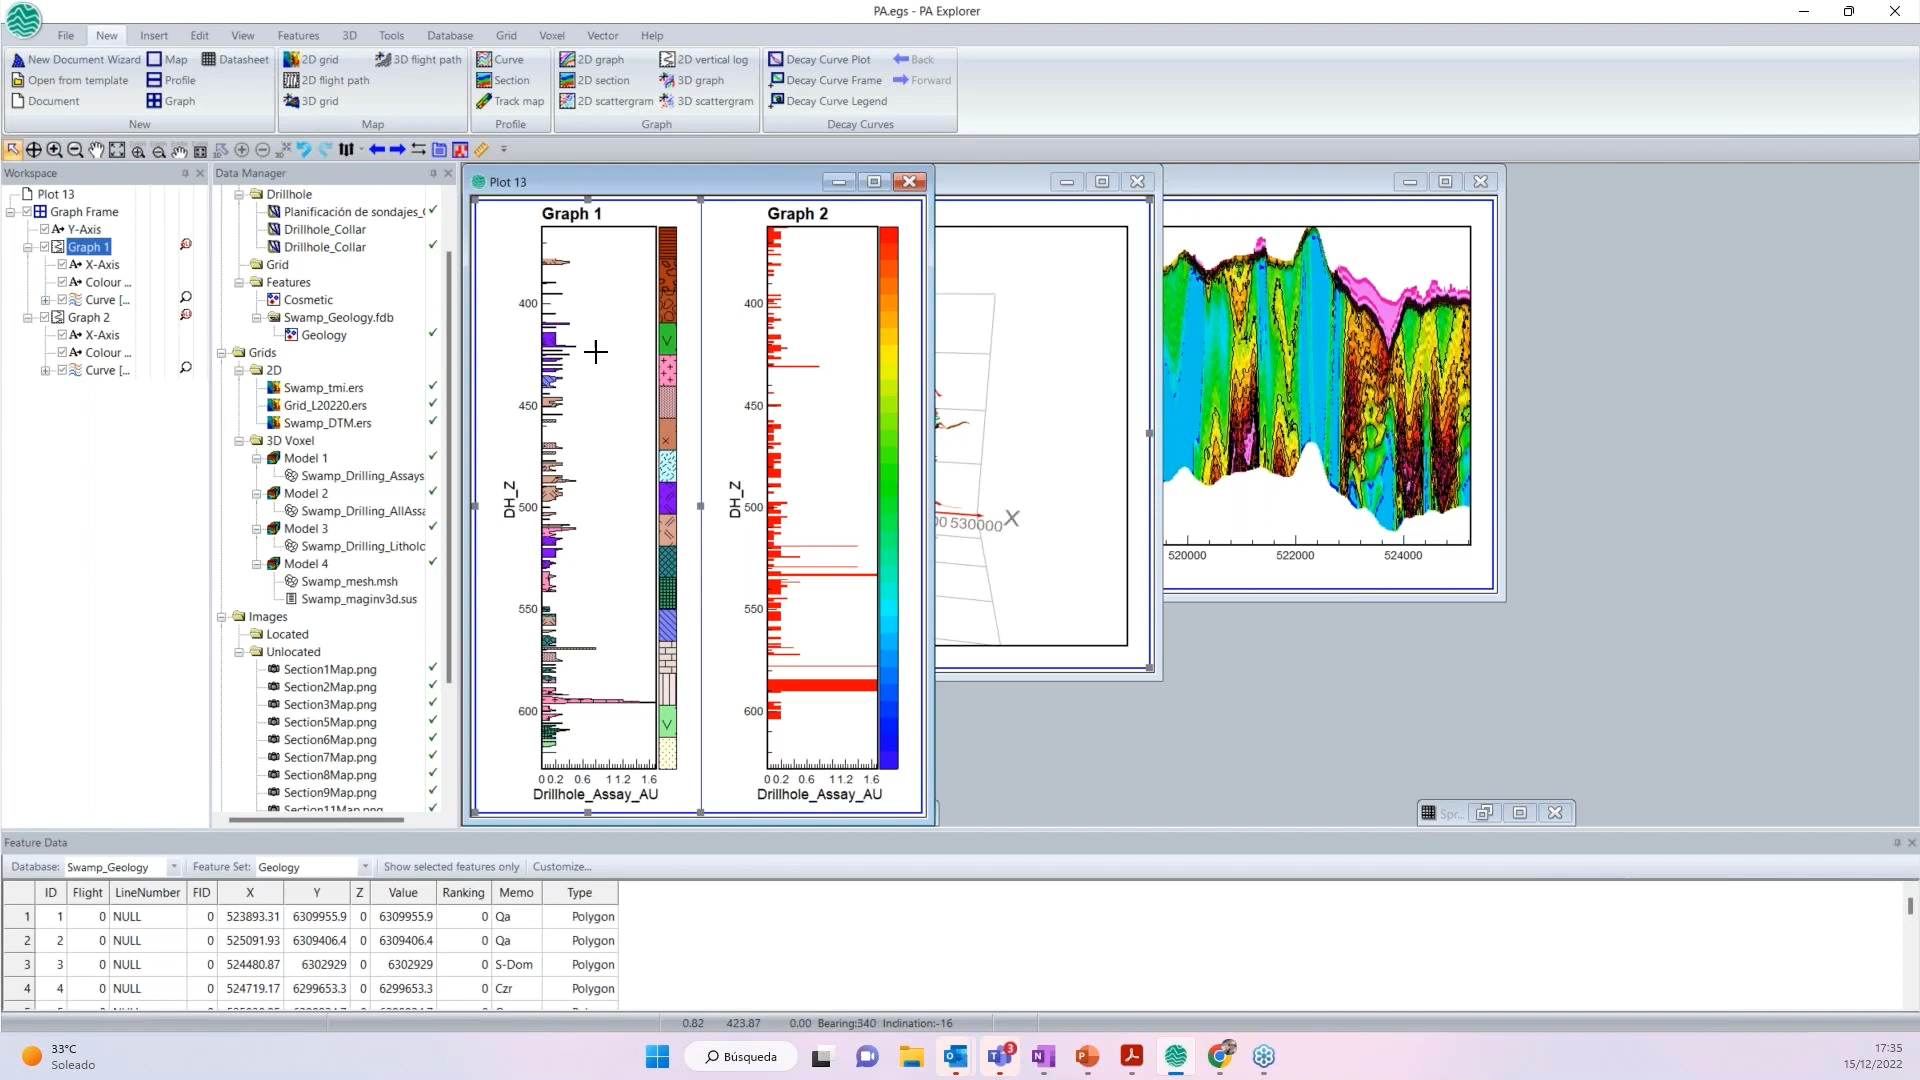 PA.egs - PA Explorer
File New Insert Edit View Features 3D Tools Database Grid Voxel Vector Help
New Document Wizard Map Datasheet 2D grid 3D flight path Curve 2D graph 2D vertical log Decay Curve Plot Back
Open from template Profile 2D flight path Section 2D section 3D graph Decay Curve Frame Forward
Document Graph 3D grid Track map 2D scattergram 3D scattergram Decay Curve Legend
New Map Profile Graph Decay Curves
Workspace
Plot 13
Graph Frame
Y-Axis
Graph 1
X-Axis
Colour ...
Curve [...
Graph 2
X-Axis
Colour ...
Curve [...
Data Manager
Drillhole
Planificación de sondajes_(
Drillhole_Collar
Drillhole_Collar
Grid
Features
Cosmetic
Swamp_Geology.fdb
Geology
Grids
2D
Swamp_tmi.ers
Grid_L20220.ers
Swamp_DTM.ers
3D Voxel
Model 1
Swamp_Drilling_Assays
Model 2
Swamp_Drilling_AllAssa
Model 3
Swamp_Drilling_Litholo
Model 4
Swamp_mesh.msh
Swamp_maginv3d.sus
Images
Located
Unlocated
Section1Map.png
Section2Map.png
Section3Map.png
Section5Map.png
Section6Map.png
Section7Map.png
Section8Map.png
Section9Map.png
Section11Map.png
Plot 13
Graph 1
400
450
500
550
600
DH_Z
0 0.2 0.6 1 1.2 1.6
Drillhole_Assay_AU
Graph 2
400
450
500
550
600
DH_Z
0 0.2 0.6 1 1.2 1.6
Drillhole_Assay_AU
00 530000 X
520000 522000 524000
Spr...
Feature Data
Database: Swamp_Geology Feature Set: Geology Show selected features only Customize...
ID Flight LineNumber FID X Y Z Value Ranking Memo Type
1 1 0 NULL 0 523893.31 6309955.9 0 6309955.9 0 Qa Polygon
2 2 0 NULL 0 525091.93 6309406.4 0 6309406.4 0 Qa Polygon
3 3 0 NULL 0 524480.87 6302929 0 6302929 0 S-Dom Polygon
4 4 0 NULL 0 524719.17 6299653.3 0 6299653.3 0 Czr Polygon
0.82 423.87 0.00 Bearing:340 Inclination:-16
33°C
Soleado
Búsqueda
3
17:35
15/12/2022